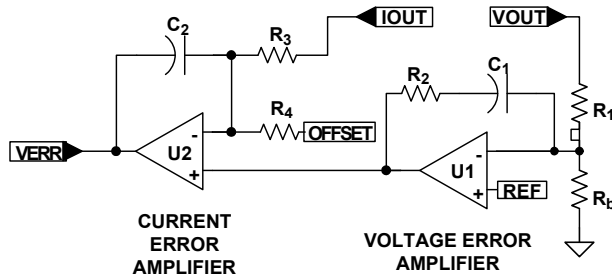 IOUT
VOUT
C2
R3
R2
C1
R1
R4
OFFSET
-
+
U2
VERR
-
+
U1
REF
Rb
CURRENT
ERROR
AMPLIFIER
VOLTAGE ERROR
AMPLIFIER